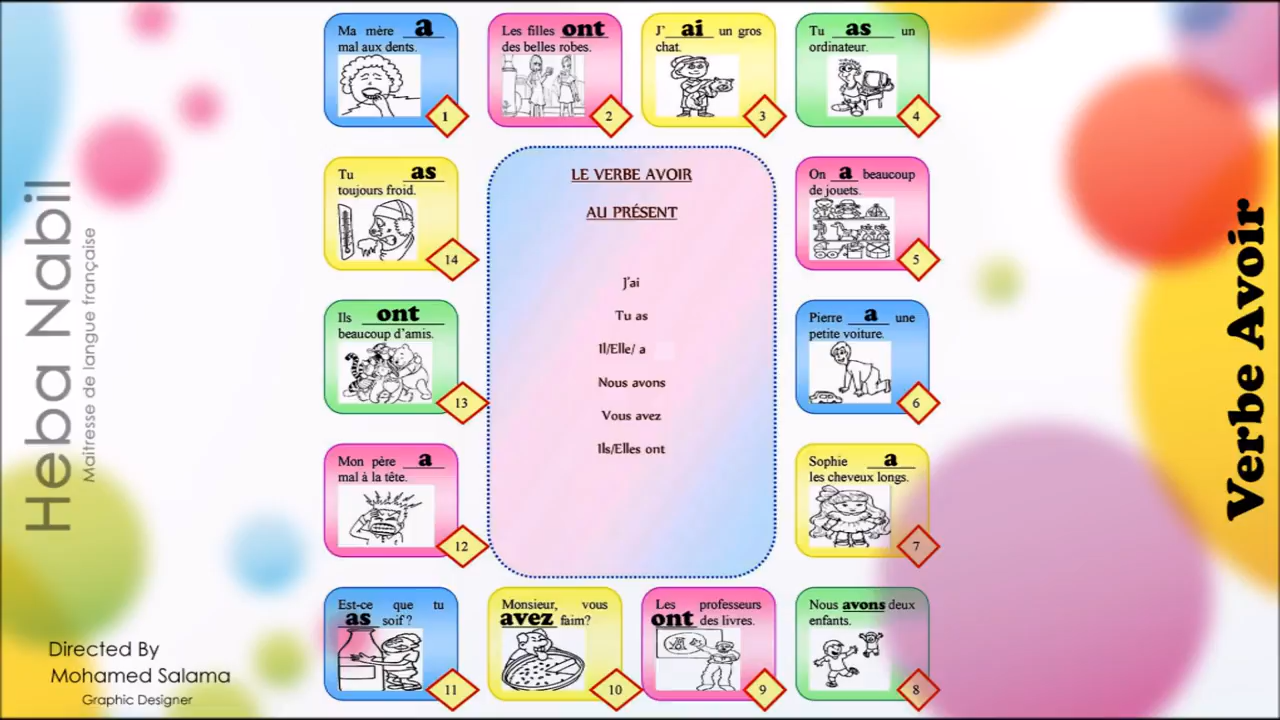 Ma mère a
mal aux dents.
1
Les filles ont
des belles robes.
2
J' ai un gros
chat.
3
Tu as un
ordinateur.
4
On a beaucoup
de jouets.
5
Pierre a une
petite voiture.
6
Sophie a
les cheveux longs.
7
Nous avons deux
enfants.
8
Les professeurs
ont des livres.
9
Monsieur, vous
avez faim?
10
Est-ce que tu
as soif?
11
Mon père a
mal à la tête.
12
Ils ont
beaucoup d'amis.
13
Tu as
toujours froid.
14
LE VERBE AVOIR
AU PRÉSENT
J'ai
Tu as
Il/Elle/ a
Nous avons
Vous avez
Ils/Elles ont
Heba Nabil
Maitresse de langue française
Verbe Avoir
Directed By
Mohamed Salama
Graphic Designer